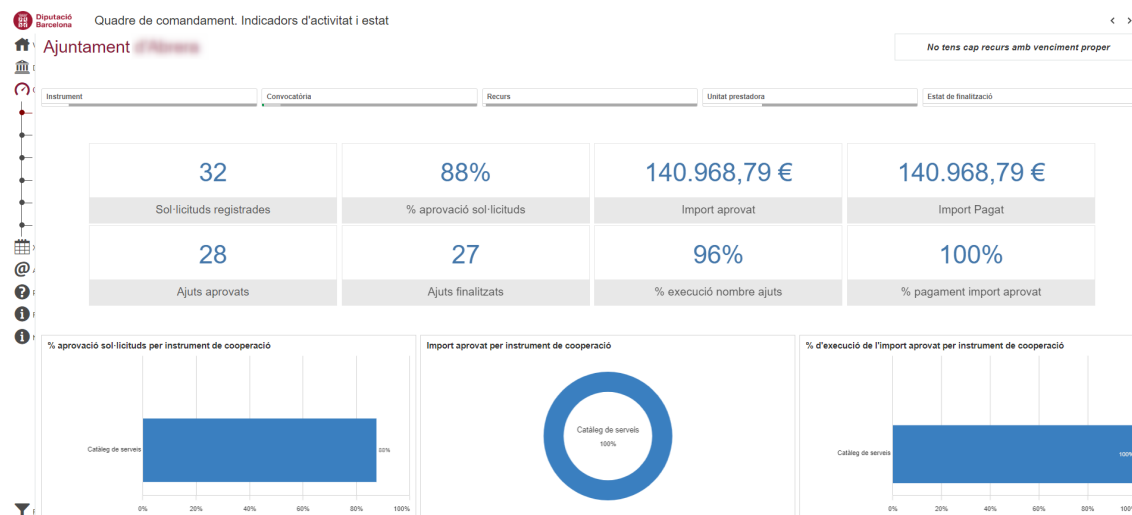 Diputació
Barcelona
Quadre de comandament. Indicadors d'activitat i estat
Ajuntament
No tens cap recurs amb venciment proper
Instrument
Convocatória
Recurs
Unitat prestadora
Estat de finalització
32
88%
140.968,79 €
140.968,79 €
Sol·licituds registrades
% aprovació sol·licituds
Import aprovat
Import Pagat
28
27
96%
100%
Ajuts aprovats
Ajuts finalitzats
% execució nombre ajuts
% pagament import aprovat
% aprovació sol·licituds per instrument de cooperació
Catàleg de serveis
88%
0% 20% 40% 60% 80% 100%
Import aprovat per instrument de cooperació
Catàleg de serveis
100%
% d'execució de l'import aprovat per instrument de cooperació
Catàleg de serveis
100%
0% 20% 40% 60% 80% 100